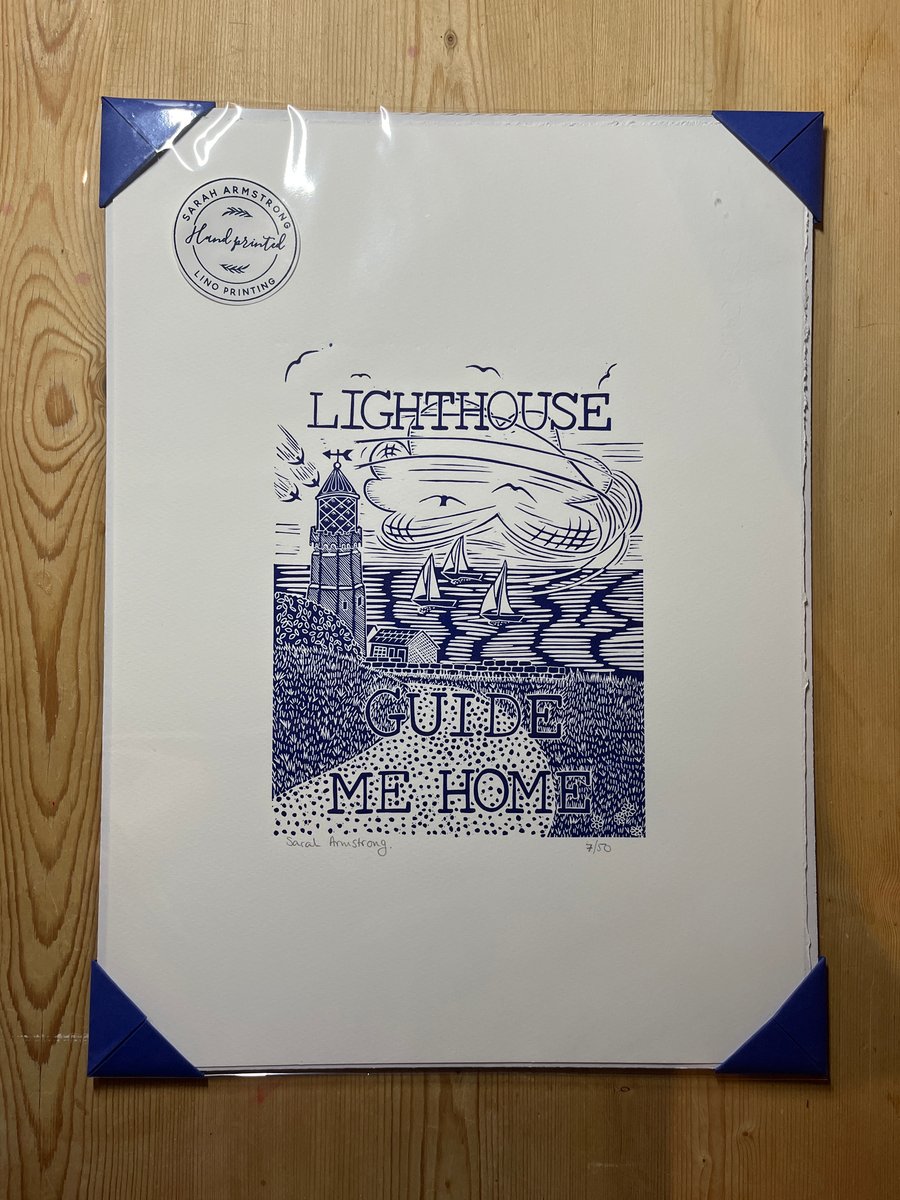 SARAH ARMSTRONG
Hand printed
LINO PRINTING
LIGHTHOUSE
GUIDE
ME HOME
Sarah Armstrong.
7/50